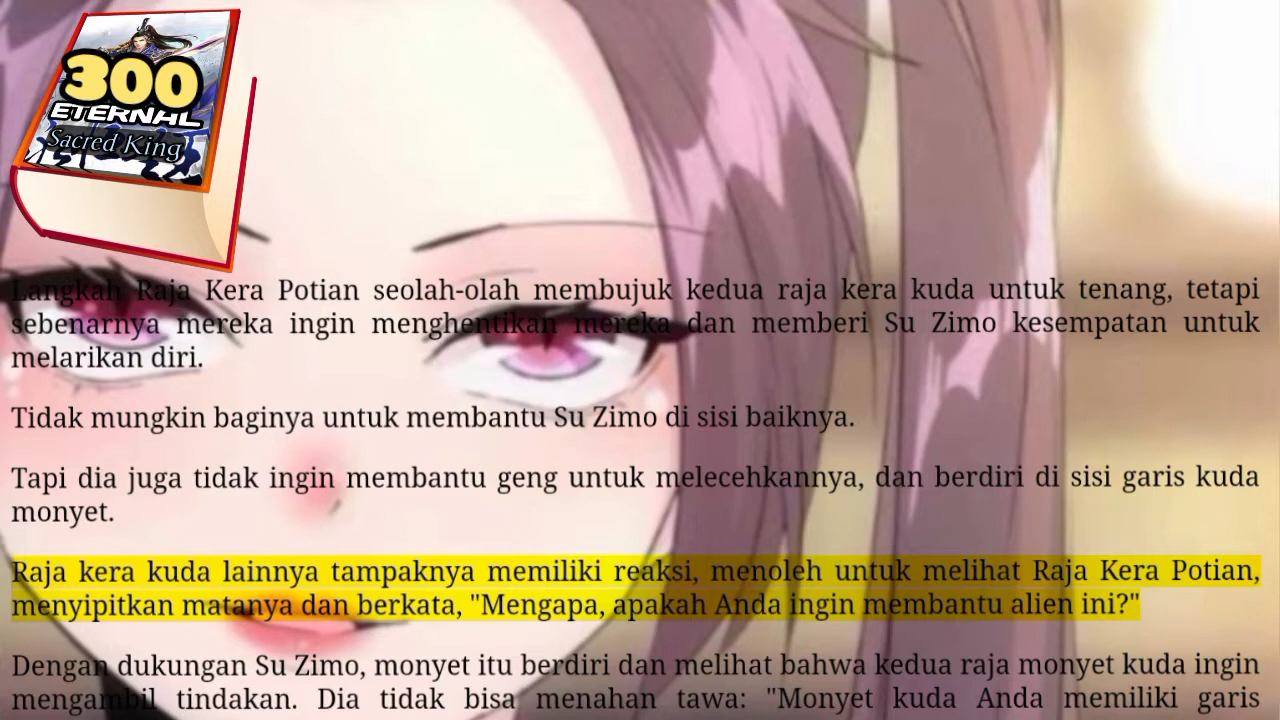 300
ETERNAL
Sacred King
Langkah Raja Kera Potian seolah-olah membujuk kedua raja kera kuda untuk tenang, tetapi
sebenarnya mereka ingin menghentikan mereka dan memberi Su Zimo kesempatan untuk
melarikan diri.
Tidak mungkin baginya untuk membantu Su Zimo di sisi baiknya.
Tapi dia juga tidak ingin membantu geng untuk melecehkannya, dan berdiri di sisi garis kuda
monyet.
Raja kera kuda lainnya tampaknya memiliki reaksi, menoleh untuk melihat Raja Kera Potian,
menyipitkan matanya dan berkata, "Mengapa, apakah Anda ingin membantu alien ini?"
Dengan dukungan Su Zimo, monyet itu berdiri dan melihat bahwa kedua raja monyet kuda ingin
mengambil tindakan. Dia tidak bisa menahan tawa: "Monyet kuda Anda memiliki garis